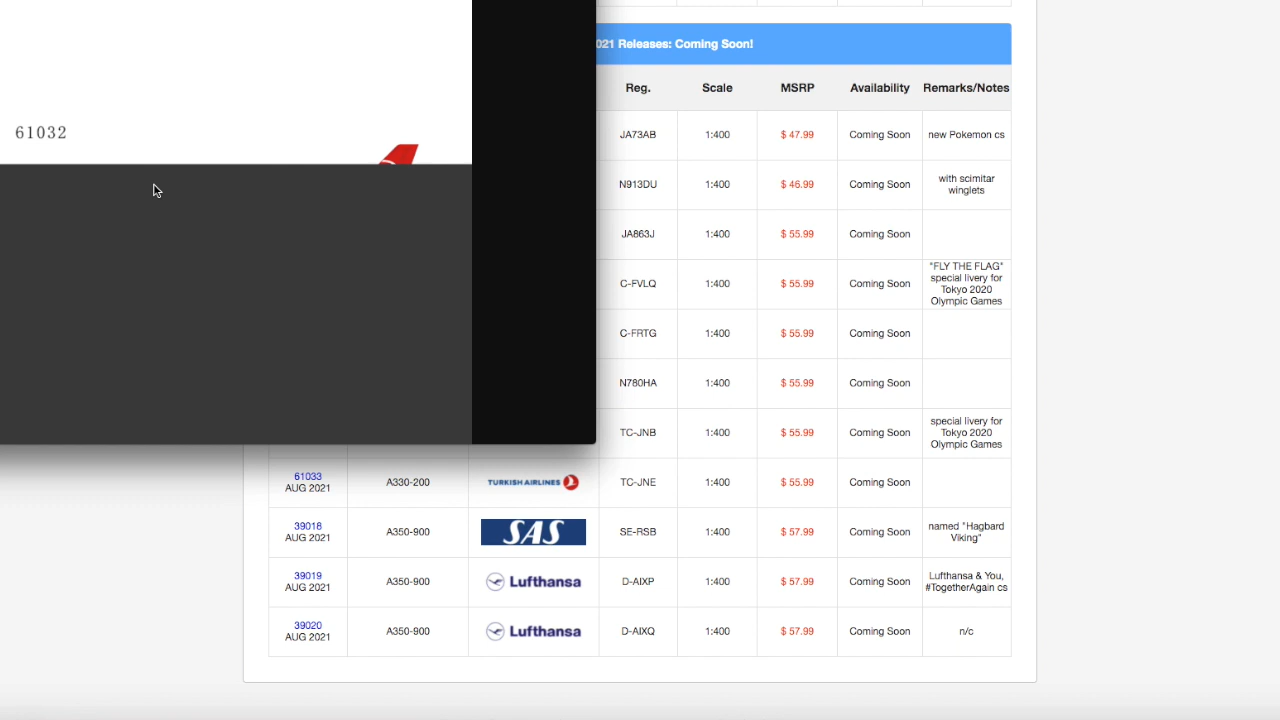 021 Releases: Coming Soon!
Reg. Scale MSRP Availability Remarks/Notes
61032
JA73AB 1:400 $ 47.99 Coming Soon new Pokemon cs
N913DU 1:400 $ 46.99 Coming Soon with scimitar
winglets
JA863J 1:400 $ 55.99 Coming Soon
C-FVLQ 1:400 $ 55.99 Coming Soon "FLY THE FLAG"
special livery for
Tokyo 2020
Olympic Games
C-FRTG 1:400 $ 55.99 Coming Soon
N780HA 1:400 $ 55.99 Coming Soon
TC-JNB 1:400 $ 55.99 Coming Soon special livery for
Tokyo 2020
Olympic Games
61033
AUG 2021 A330-200 TURKISH AIRLINES TC-JNE 1:400 $ 55.99 Coming Soon
39018
AUG 2021 A350-900 SAS SE-RSB 1:400 $ 57.99 Coming Soon named "Hagbard
Viking"
39019
AUG 2021 A350-900 Lufthansa D-AIXP 1:400 $ 57.99 Coming Soon Lufthansa & You,
#TogetherAgain cs
39020
AUG 2021 A350-900 Lufthansa D-AIXQ 1:400 $ 57.99 Coming Soon n/c